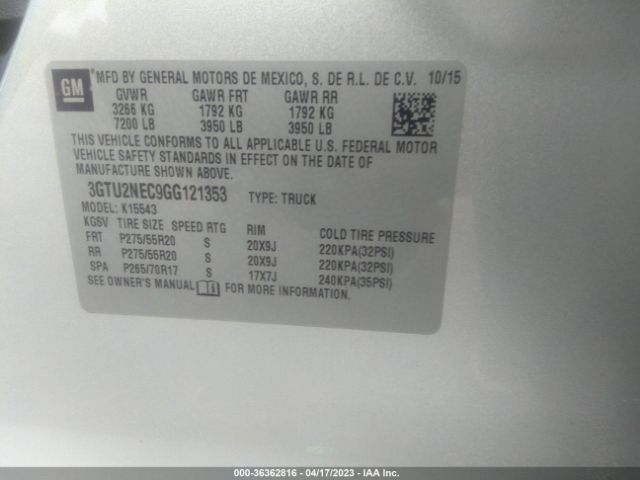 GM
*MFD BY GENERAL MOTORS DE MEXICO, S. DE R.L. DE C.V. 10/15
GVWR GAWR FRT GAWR RR
3266 KG 1792 KG 1792 KG
7200 LB 3950 LB 3950 LB
THIS VEHICLE CONFORMS TO ALL APPLICABLE U.S. FEDERAL MOTOR
VEHICLE SAFETY STANDARDS IN EFFECT ON THE DATE OF
MANUFACTURE SHOWN ABOVE.
3GTU2NEC9GG121353 TYPE: TRUCK
MODEL: K15543
KGSV TIRE SIZE SPEED RTG RIM COLD TIRE PRESSURE
FRT P275/55R20 S 20X9J 220KPA(32PSI)
RR P275/55R20 S 20X9J 220KPA(32PSI)
SPA P265/70R17 S 17X7J 240KPA(35PSI)
SEE OWNER'S MANUAL FOR MORE INFORMATION.
000-36362816 - 04/17/2023 - IAA Inc.